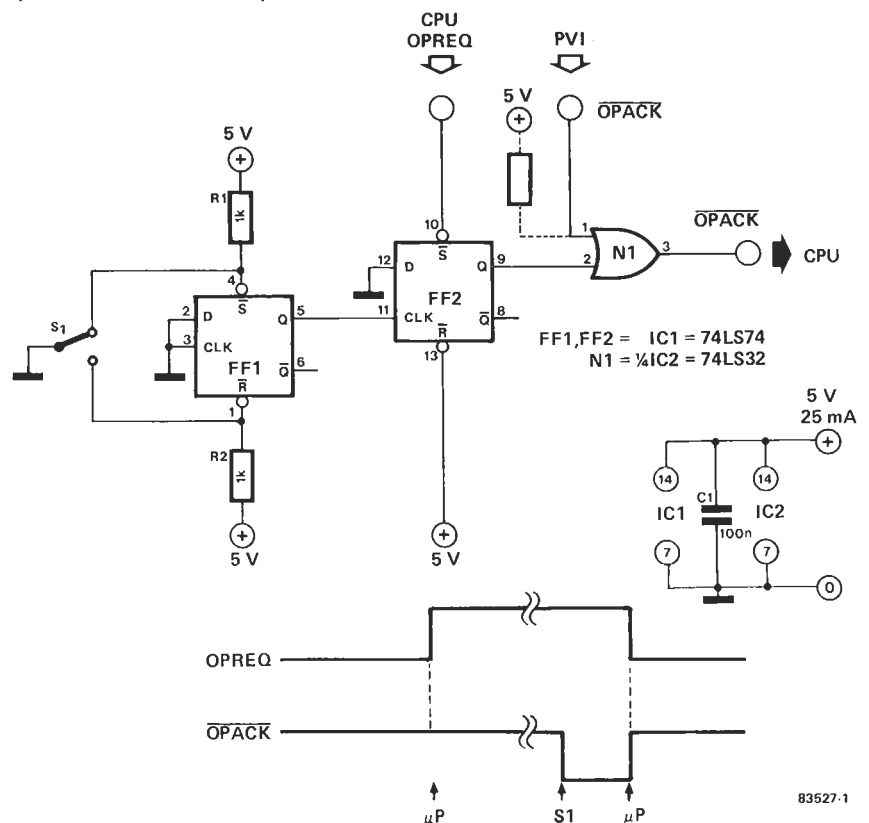 CPU
OPREQ
PVI
5 V
+
OPACK
5 V
+
R1
1k
10
S
1
OPACK
4
S
12
D
Q
9
2
N1
3
CPU
S1
2
D
Q
5
11
CLK
FF2
3
CLK
Q
8
FF1
Q
6
R
13
FF1,FF2 = IC1 = 74LS74
N1 = ¼IC2 = 74LS32
R
1
R2
1k
+
5 V
+
5 V
5 V
25 mA
+
14
C1
14
IC1
IC2
100n
7
7
0
OPREQ
OPACK
μP
S1
μP
83527-1